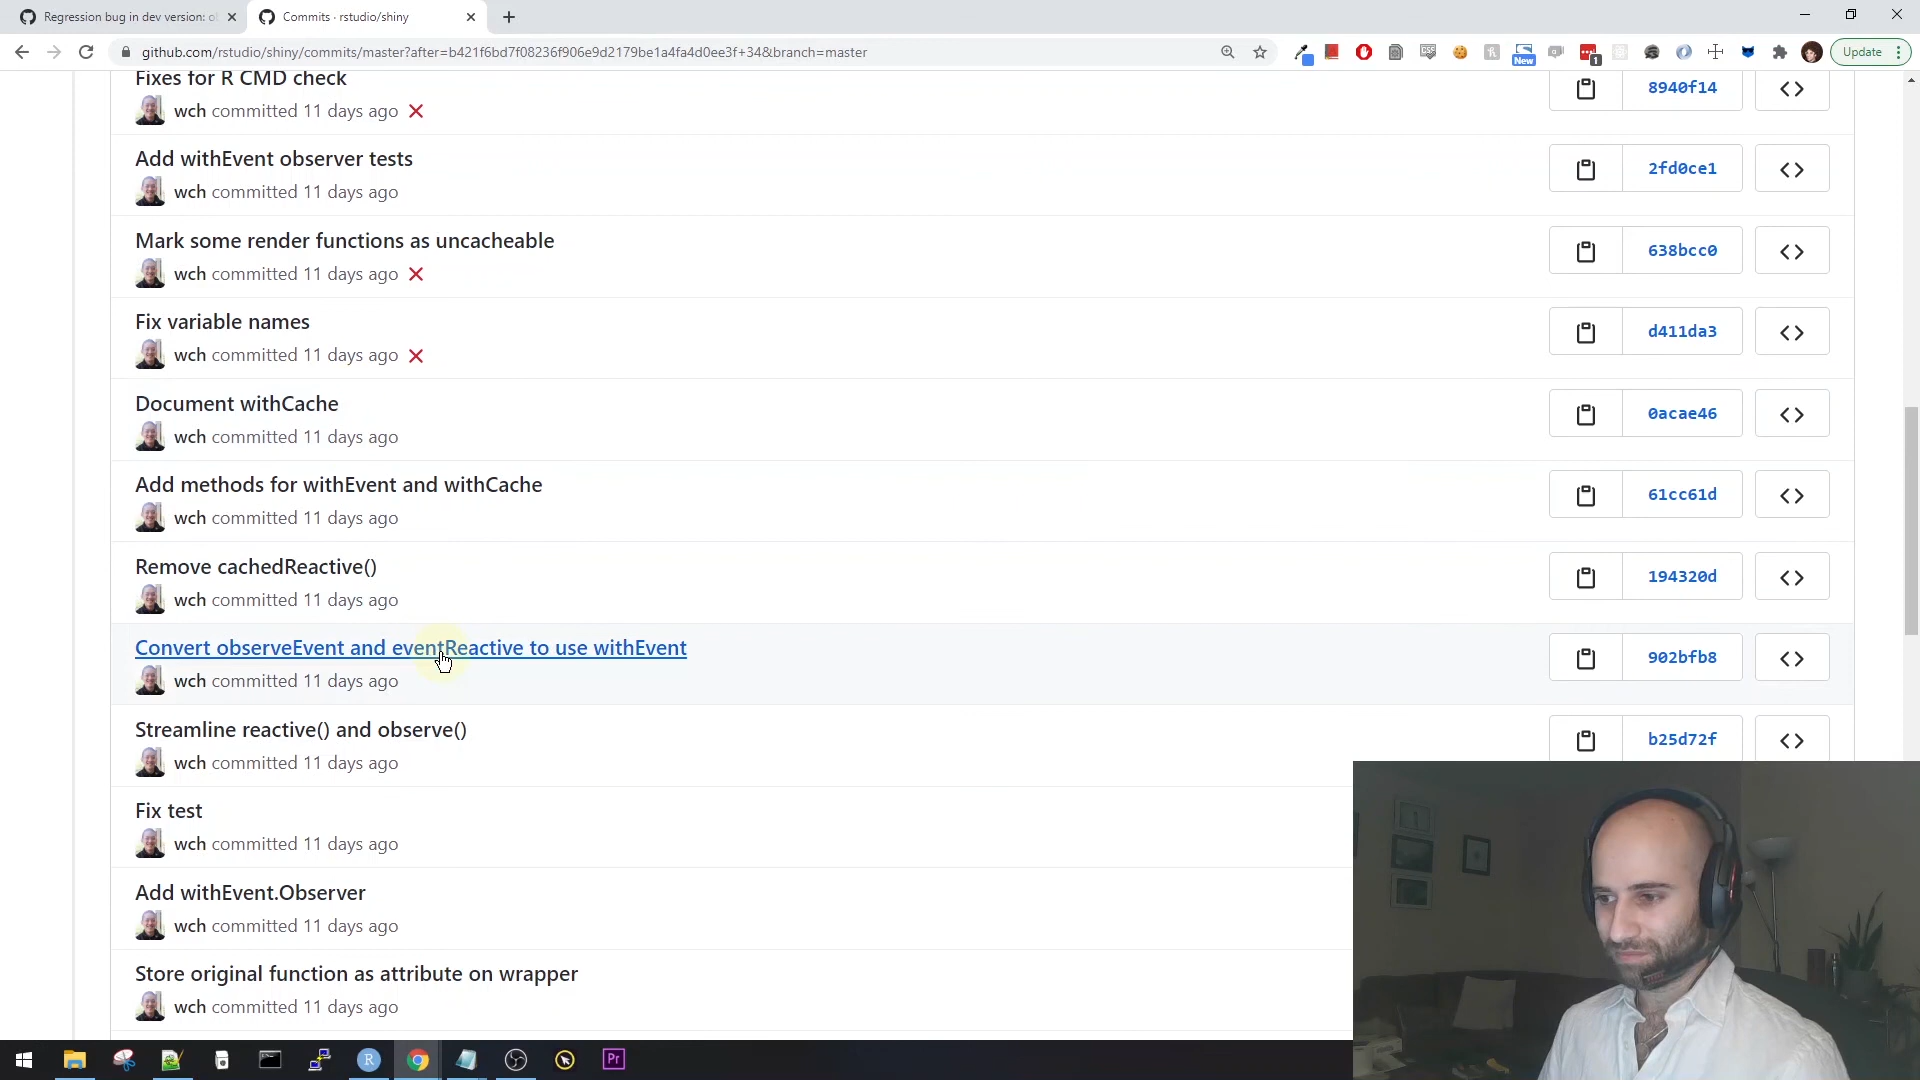 Regression bug in dev version: ol
Commits · rstudio/shiny
github.com/rstudio/shiny/commits/master?after=b421f6bd7f08236f906e9d2179be1a4fa4d0ee3f+34&branch=master
New
1
Update
Fixes for R CMD check
wch committed 11 days ago
8940f14
Add withEvent observer tests
wch committed 11 days ago
2fd0ce1
Mark some render functions as uncacheable
wch committed 11 days ago
638bcc0
Fix variable names
wch committed 11 days ago
d411da3
Document withCache
wch committed 11 days ago
0acae46
Add methods for withEvent and withCache
wch committed 11 days ago
61cc61d
Remove cachedReactive()
wch committed 11 days ago
194320d
Convert observeEvent and eventReactive to use withEvent
wch committed 11 days ago
902bfb8
Streamline reactive() and observe()
wch committed 11 days ago
b25d72f
Fix test
wch committed 11 days ago
Add withEvent.Observer
wch committed 11 days ago
Store original function as attribute on wrapper
wch committed 11 days ago
R
Pr